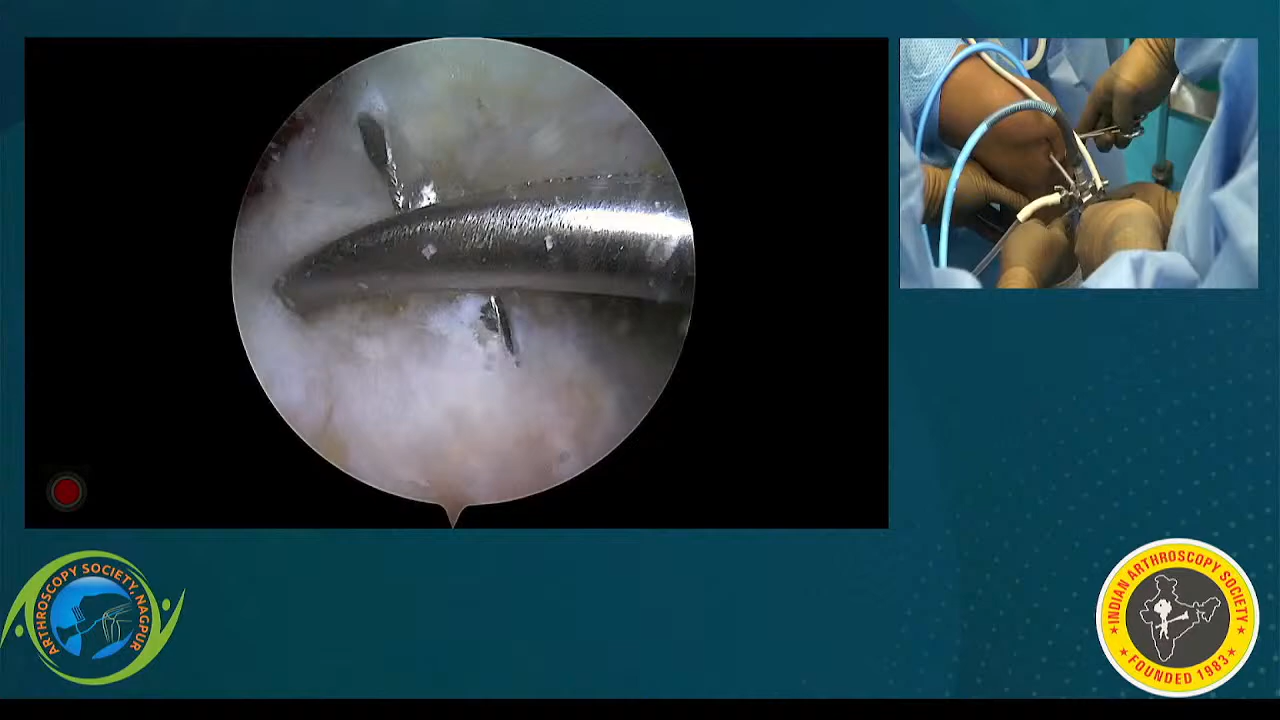 ARTHROSCOPY SOCIETY, NAGPUR
INDIAN ARTHROSCOPY SOCIETY
★ FOUNDED 1983 ★